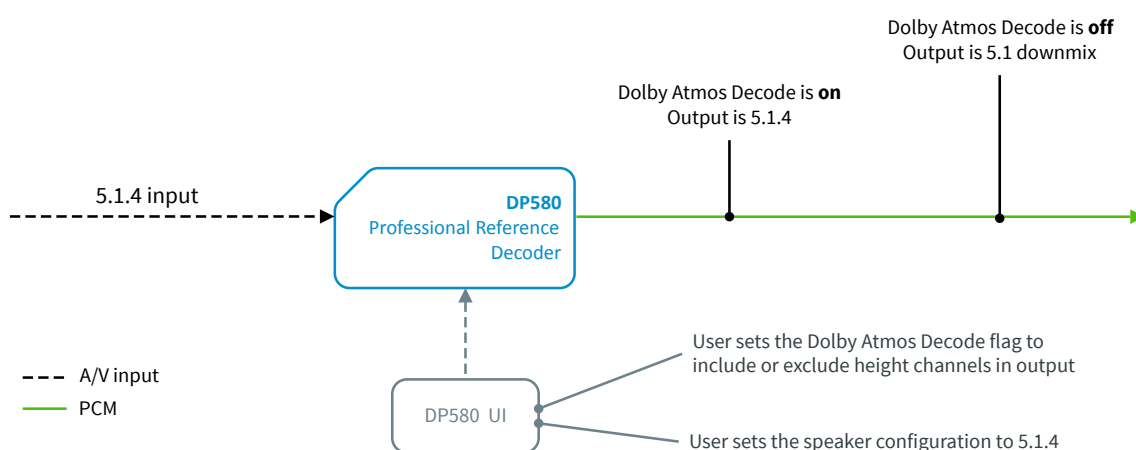 Dolby Atmos Decode is off
Output is 5.1 downmix
Dolby Atmos Decode is on
Output is 5.1.4
5.1.4 input
DP580
Professional Reference
Decoder
User sets the Dolby Atmos Decode flag to
include or exclude height channels in output
A/V input
PCM
DP580 UI
User sets the speaker configuration to 5.1.4